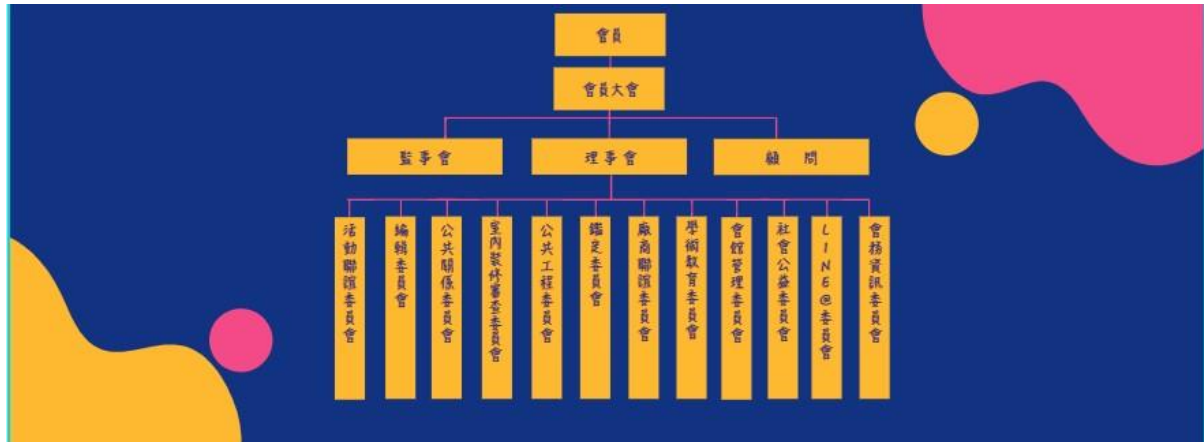 會員
會員大會
監事會
理事會
顧問
活動聯誼委員會
編輯委員會
公共關係委員會
室內裝修審查委員會
公共工程委員會
鑑定委員會
廠商聯誼委員會
學術教育委員會
會館管理委員會
社會公益委員會
LINE@委員會
會務資訊委員會